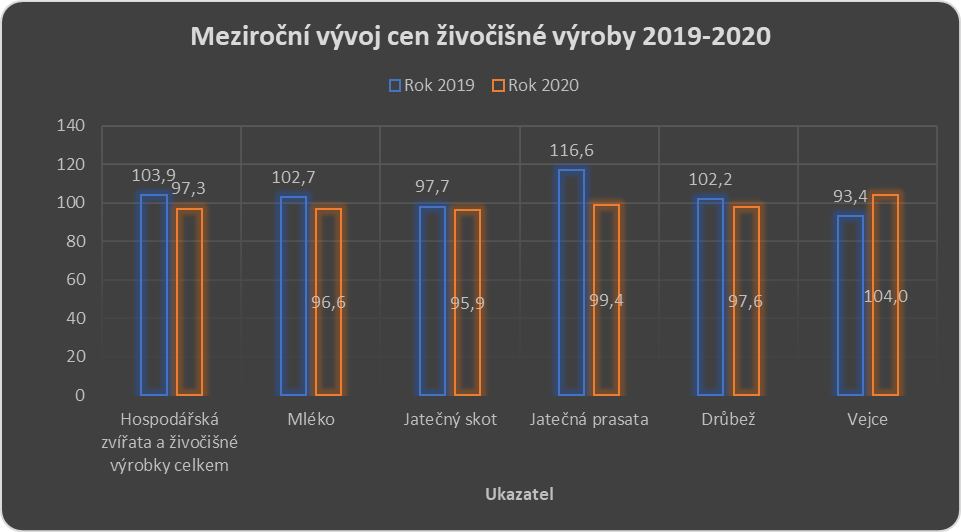 Meziroční vývoj cen živočišné výroby 2019-2020
Rok 2019 Rok 2020
140
120
100
80
60
40
20
0
103,9
97,3
102,7
96,6
97,7
95,9
116,6
99,4
102,2
97,6
93,4
104,0
Hospodářská
zvířata a živočišné
výrobky celkem
Mléko
Jatečný skot
Jatečná prasata
Drůbež
Vejce
Ukazatel